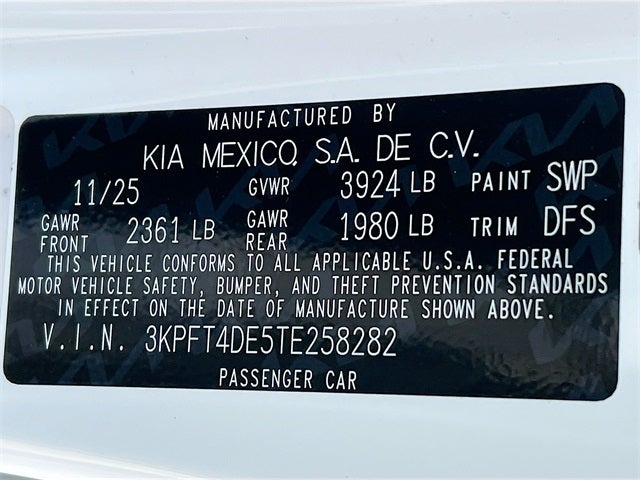 MANUFACTURED BY
KIA MEXICO, S.A. DE C.V.
11/25 GVWR 3924 LB PAINT SWP
GAWR FRONT 2361 LB GAWR REAR 1980 LB TRIM DFS
THIS VEHICLE CONFORMS TO ALL APPLICABLE U.S.A. FEDERAL
MOTOR VEHICLE SAFETY, BUMPER, AND THEFT PREVENTION STANDARDS
IN EFFECT ON THE DATE OF MANUFACTURE SHOWN ABOVE.
V.I.N. 3KPFT4DE5TE258282
PASSENGER CAR